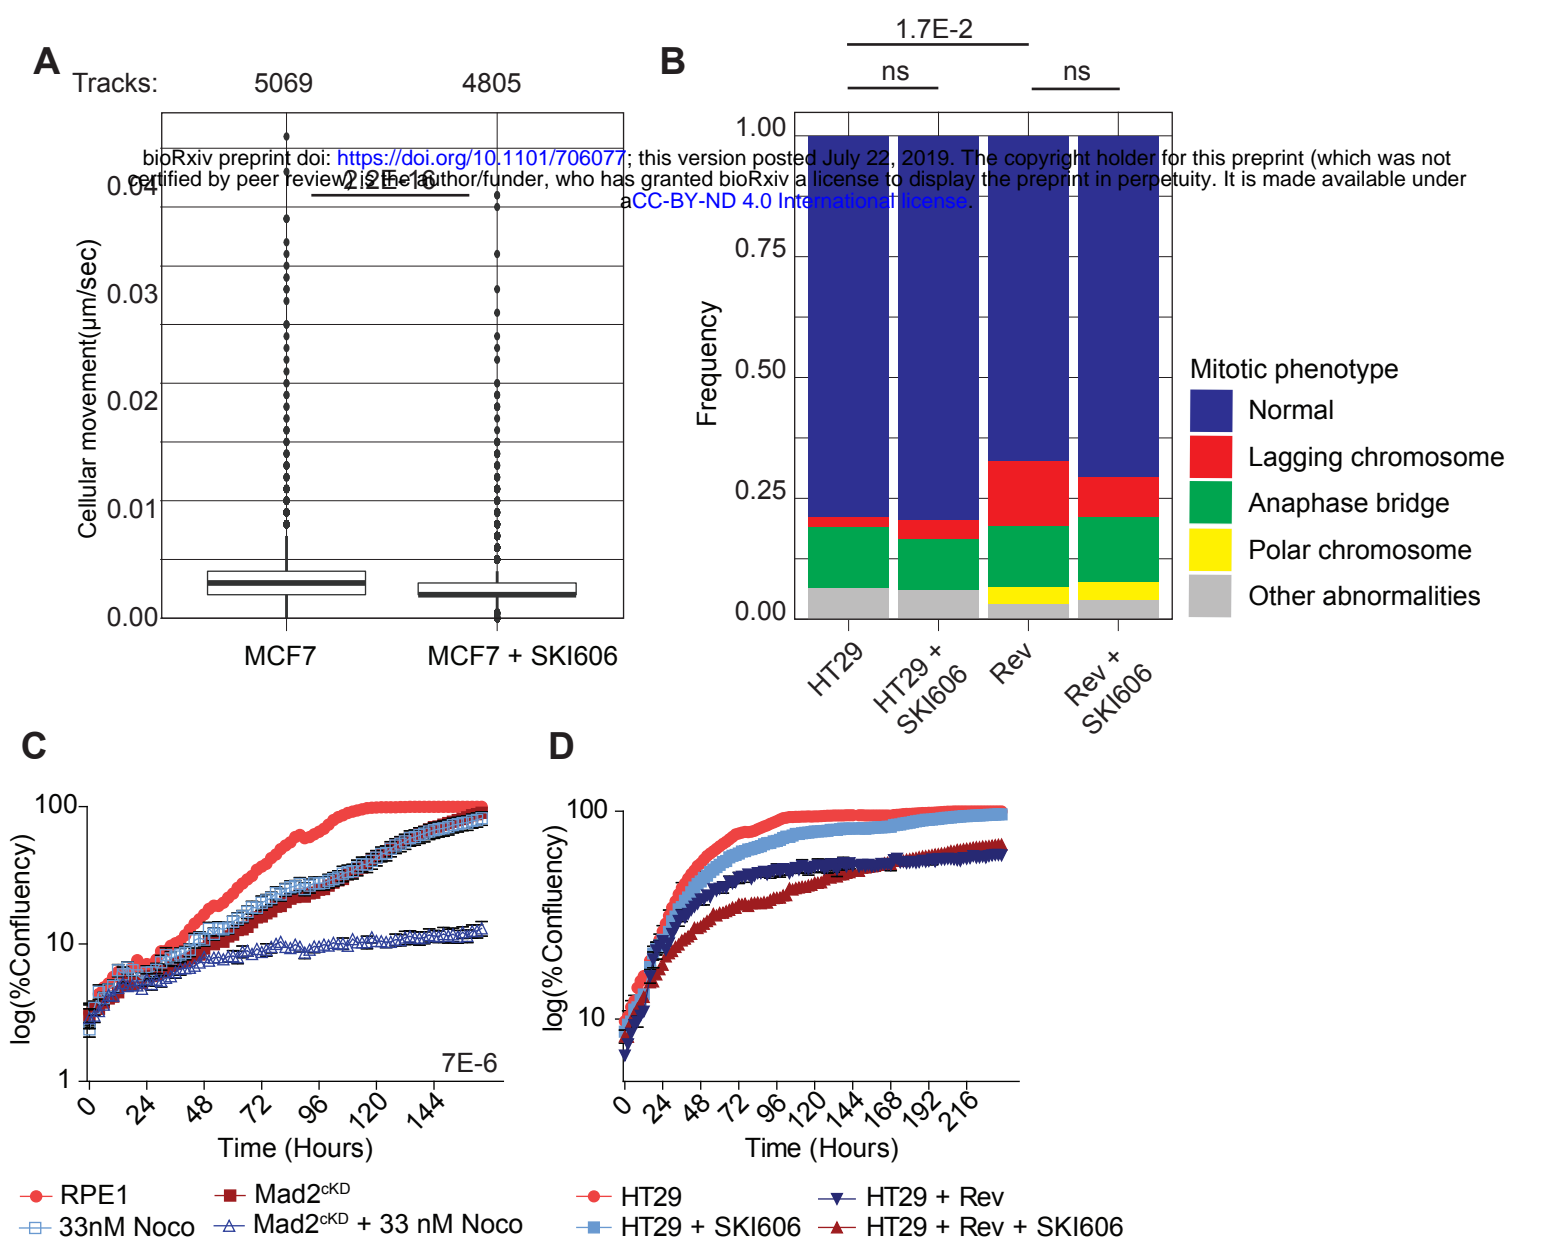 A
Tracks:
5069
4805
bioRxiv preprint doi: https://doi.org/10.1101/706077; this version posted July 22, 2019. The copyright holder for this preprint (which was not
certified by peer review) is the author/funder, who has granted bioRxiv a license to display the preprint in perpetuity. It is made available under
aCC-BY-ND 4.0 International license.
2.2E-16
Cellular movement(μm/sec)
0.04
0.03
0.02
0.01
0.00
MCF7
MCF7 + SKI606
B
1.7E-2
ns
ns
Frequency
1.00
0.75
0.50
0.25
0.00
HT29
HT29 +
SKI606
Rev
Rev +
SKI606
Mitotic phenotype
Normal
Lagging chromosome
Anaphase bridge
Polar chromosome
Other abnormalities
C
log(%Confluency)
100
10
1
7E-6
0
24
48
72
96
120
144
Time (Hours)
RPE1
Mad2cKD
33nM Noco
Mad2cKD + 33 nM Noco
D
log(%Confluency)
100
10
0
24
48
72
96
120
144
168
192
216
Time (Hours)
HT29
HT29 + Rev
HT29 + SKI606
HT29 + Rev + SKI606